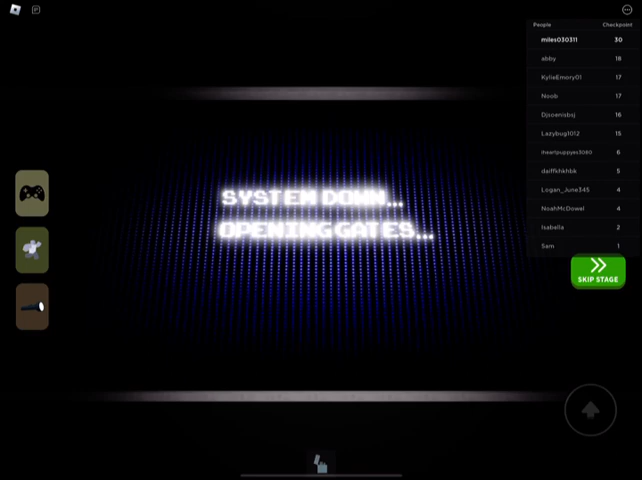 People Checkpoint
miles030311 30
abby 18
KylieEmory01 17
Noob 17
Djsoenisbsj 16
Lazybug1012 15
iheartpuppyes3080 6
daiffkhkhbk 5
Logan_June345 4
NoahMcDowel 4
Isabella 2
Sam 1
SYSTEM DOWN...
OPENING GATES...
SKIP STAGE